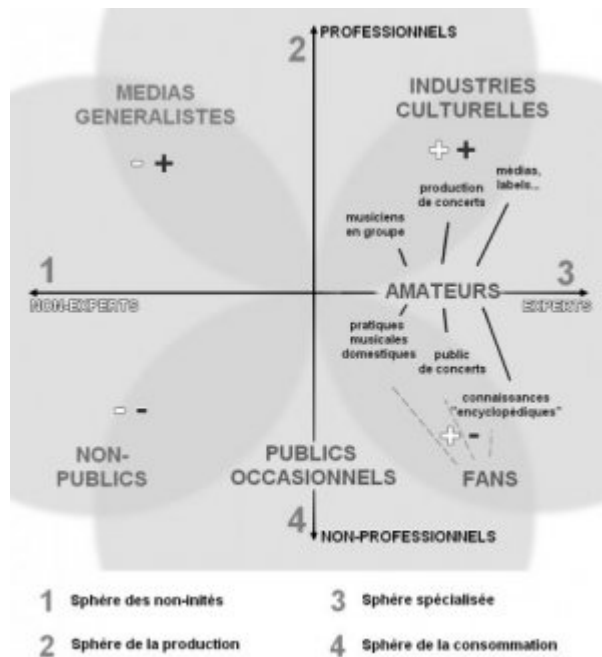 2
PROFESSIONNELS
MEDIAS
GENERALISTES
- +
INDUSTRIES
CULTURELLES
+ +
médias,
labels...
production
de concerts
musiciens
en groupe
1
NON-EXPERTS
AMATEURS
3
EXPERTS
pratiques
musicales
domestiques
public
de concerts
connaissances
"encyclopédiques"
- -
+ -
NON-
PUBLICS
PUBLICS
OCCASIONNELS
FANS
4
NON-PROFESSIONNELS
1 Sphère des non-inités
3 Sphère spécialisée
2 Sphère de la production
4 Sphère de la consommation